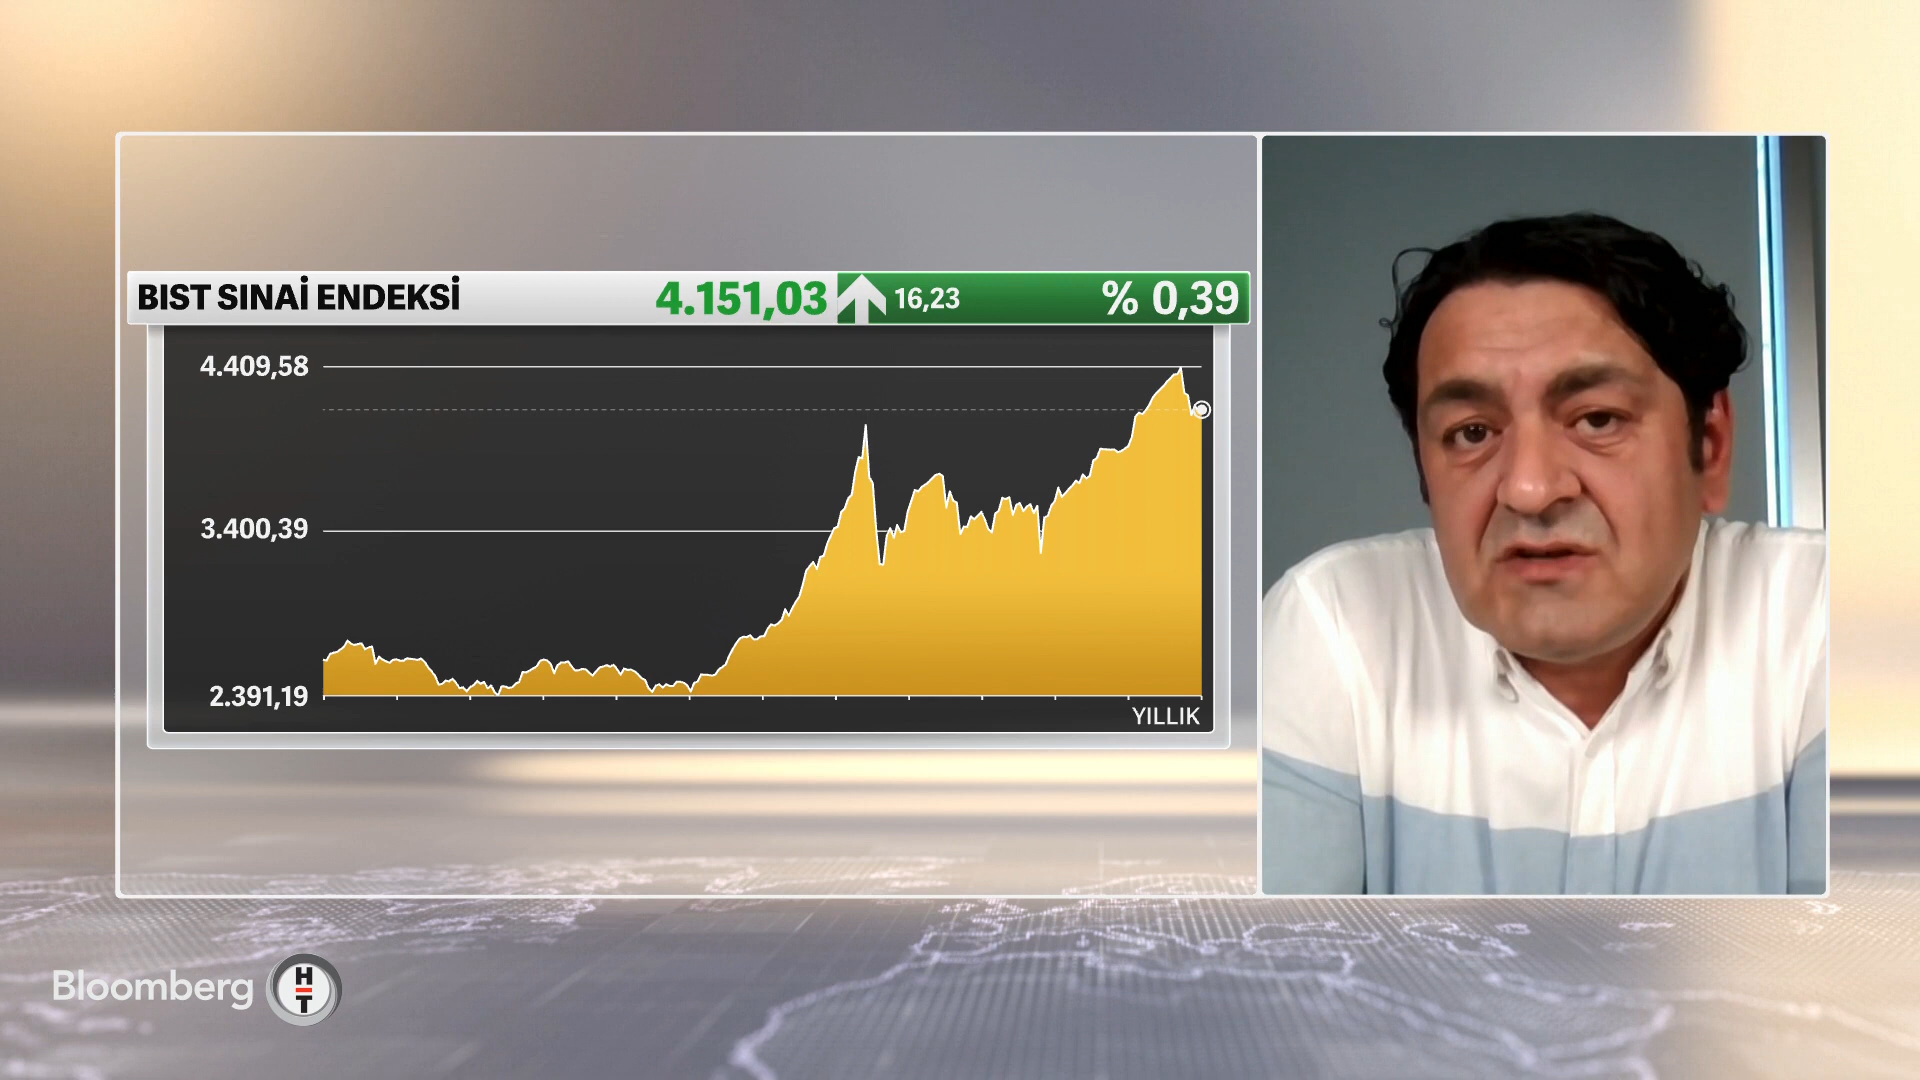 BIST SINAİ ENDEKSİ 4.151,03 16,23 % 0,39
4.409,58
3.400,39
2.391,19
YILLIK
Bloomberg HT